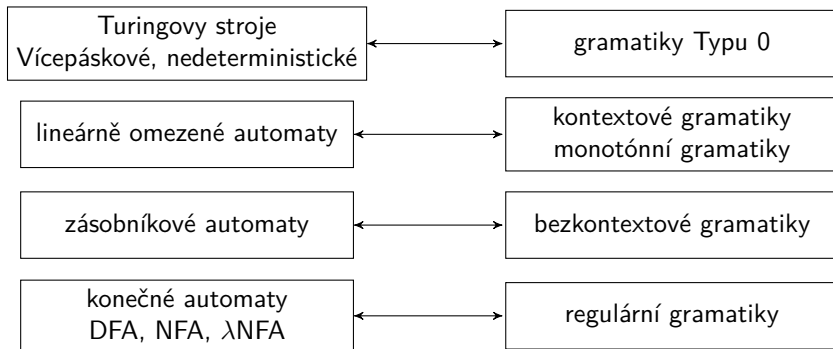 Turingovy stroje
Vícepáskové, nedeterministické
gramatiky Typu 0
lineárně omezené automaty
kontextové gramatiky
monotónní gramatiky
zásobníkové automaty
bezkontextové gramatiky
konečné automaty
DFA, NFA, λNFA
regulární gramatiky